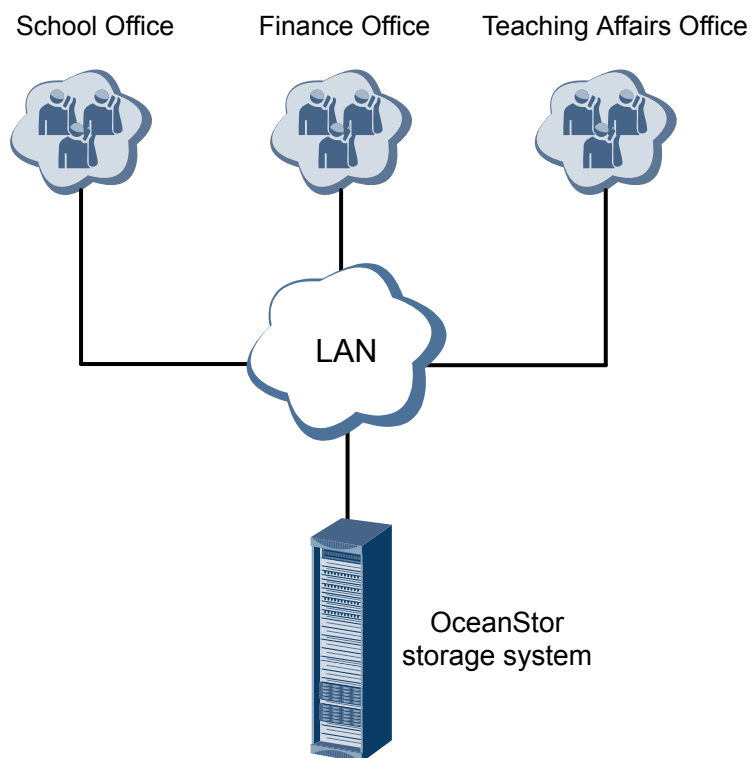 School Office
Finance Office
Teaching Affairs Office
LAN
OceanStor
storage system